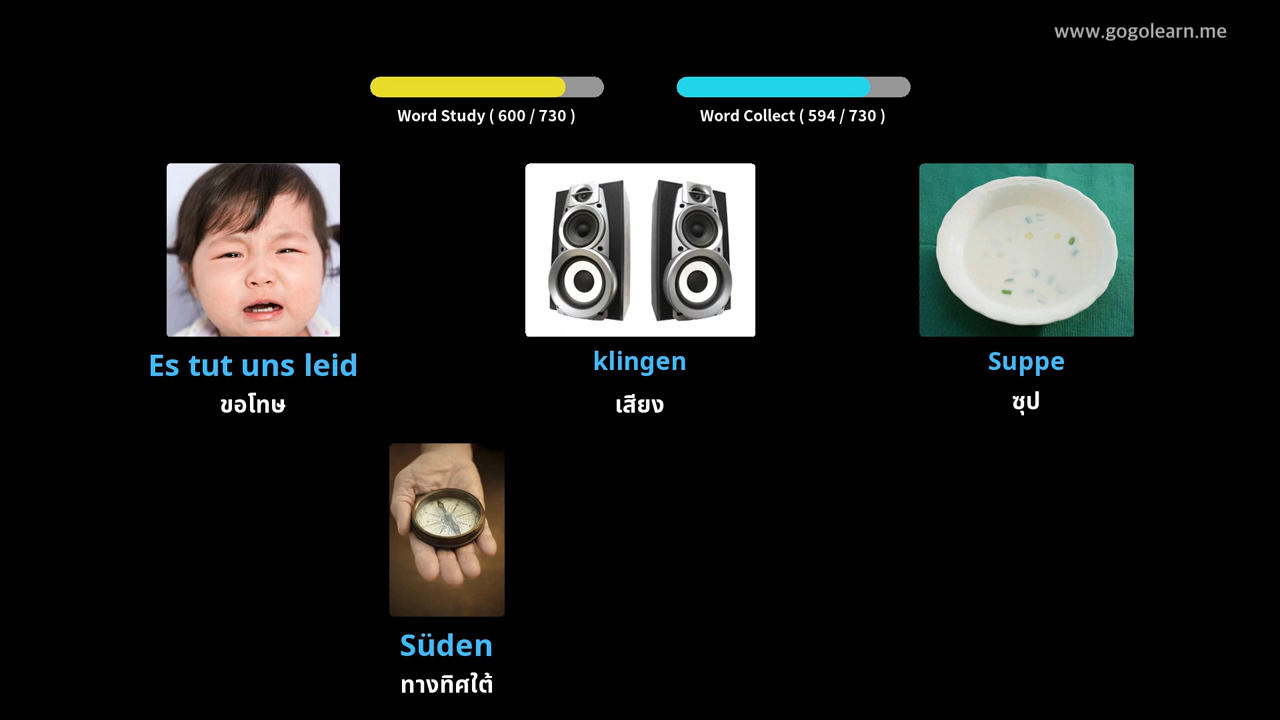 www.gogolearn.me
Word Study ( 600 / 730 )
Word Collect ( 594 / 730 )
Es tut uns leid
klingen
Suppe
ขอโทษ
เสียง
ซุป
Süden
ทางทิศใต้